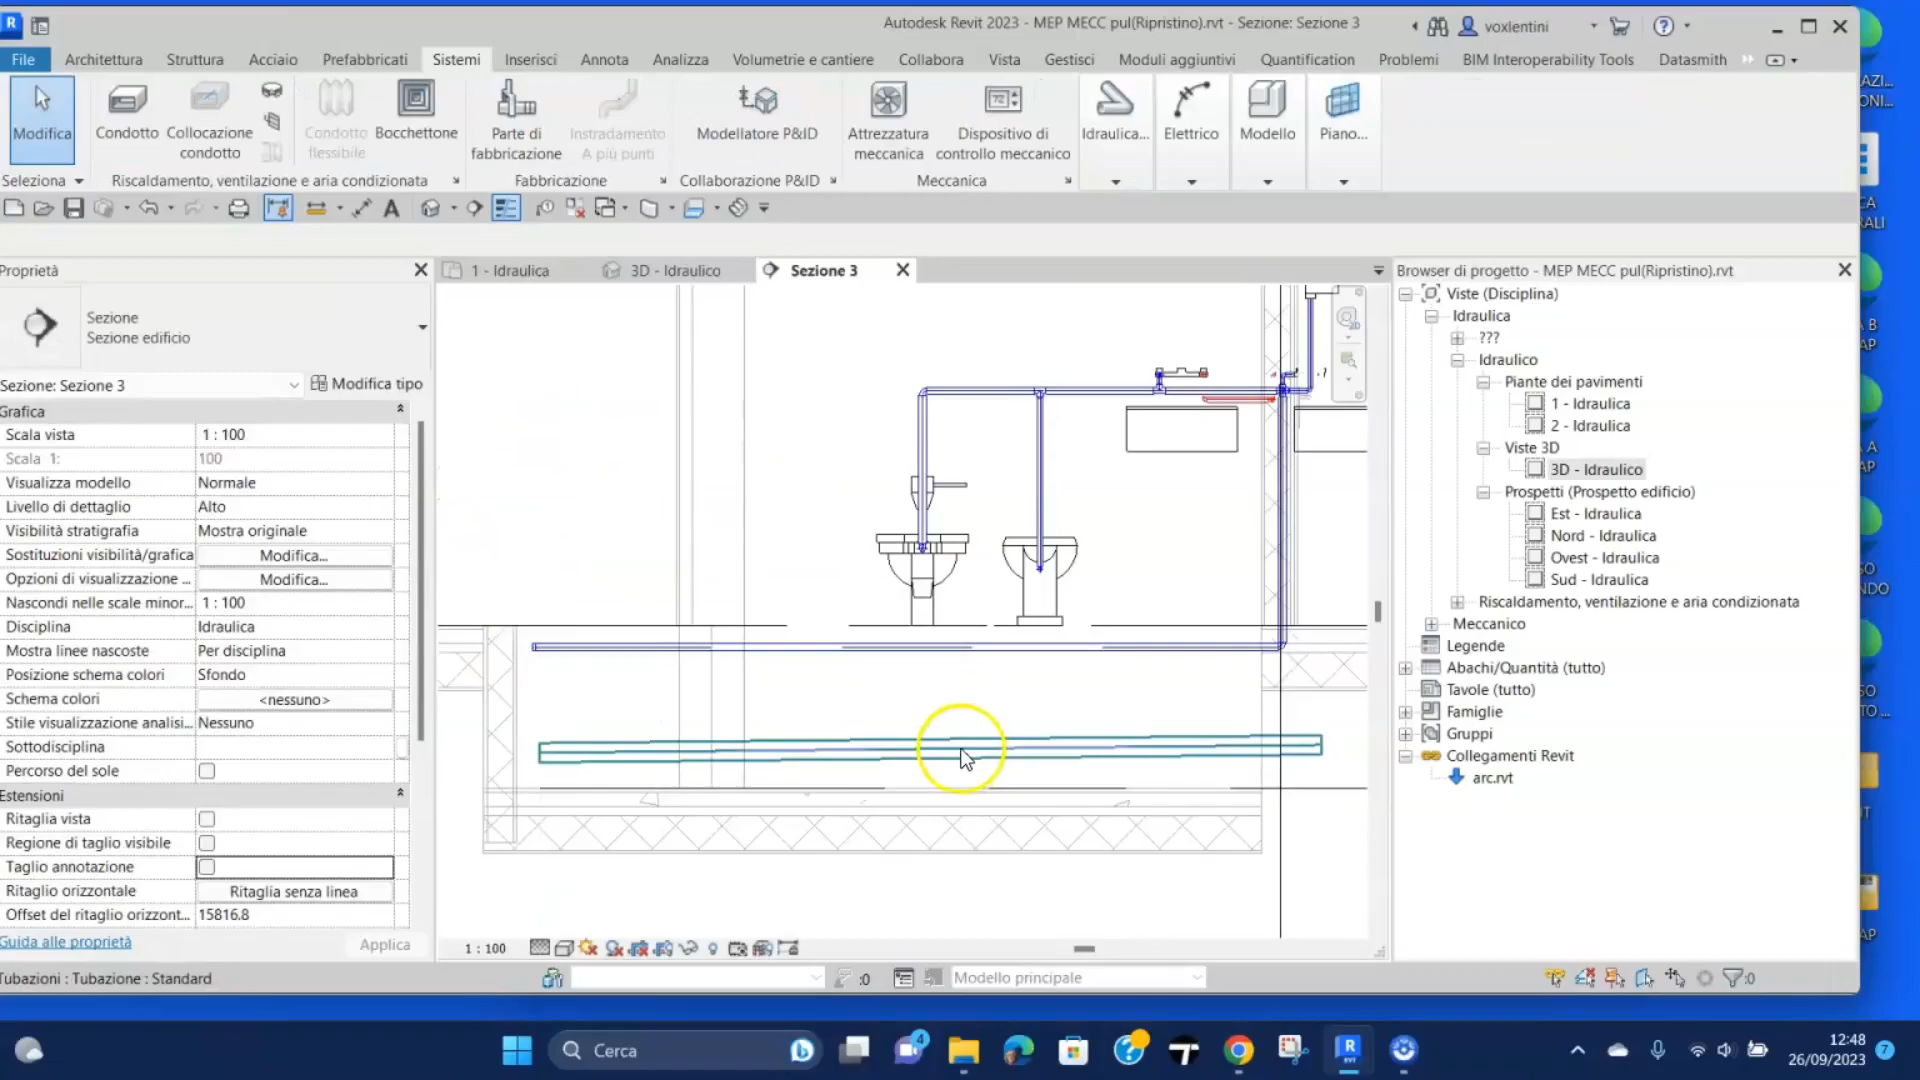 Autodesk Revit 2023 - MEP MECC pul(Ripristino).rvt - Sezione: Sezione 3
voxlentini
File Architettura Struttura Acciaio Prefabbricati Sistemi Inserisci Annota Analizza Volumetrie e cantiere Collabora Vista Gestisci Moduli aggiuntivi Quantification Problemi BIM Interoperability Tools Datasmith
Modifica
Condotto
Collocazione condotto
Condotto flessibile
Bocchettone
Parte di fabbricazione
Instradamento A più punti
Modellatore P&ID
Attrezzatura meccanica
Dispositivo di controllo meccanico
Idraulica...
Elettrico
Modello
Piano...
Seleziona
Riscaldamento, ventilazione e aria condizionata
Fabbricazione
Collaborazione P&ID
Meccanica
Proprietà
1 - Idraulica
3D - Idraulico
Sezione 3
Browser di progetto - MEP MECC pul(Ripristino).rvt
Sezione
Sezione edificio
Sezione: Sezione 3
Modifica tipo
Grafica
Scala vista 1 : 100
Scala 1: 100
Visualizza modello Normale
Livello di dettaglio Alto
Visibilità stratigrafia Mostra originale
Sostituzioni visibilità/grafica Modifica...
Opzioni di visualizzazione ... Modifica...
Nascondi nelle scale minor... 1 : 100
Disciplina Idraulica
Mostra linee nascoste Per disciplina
Posizione schema colori Sfondo
Schema colori <nessuno>
Stile visualizzazione analisi... Nessuno
Sottodisciplina
Percorso del sole
Estensioni
Ritaglia vista
Regione di taglio visibile
Taglio annotazione
Ritaglio orizzontale Ritaglia senza linea
Offset del ritaglio orizzont... 15816.8
Guida alle proprietà
Applica
Viste (Disciplina)
Idraulica
???
Idraulico
Piante dei pavimenti
1 - Idraulica
2 - Idraulica
Viste 3D
3D - Idraulico
Prospetti (Prospetto edificio)
Est - Idraulica
Nord - Idraulica
Ovest - Idraulica
Sud - Idraulica
Riscaldamento, ventilazione e aria condizionata
Meccanico
Legende
Abachi/Quantità (tutto)
Tavole (tutto)
Famiglie
Gruppi
Collegamenti Revit
arc.rvt
1 : 100
Tubazioni : Tubazione : Standard
:0
Modello principale
:0
Cerca
4
12:48
26/09/2023
7